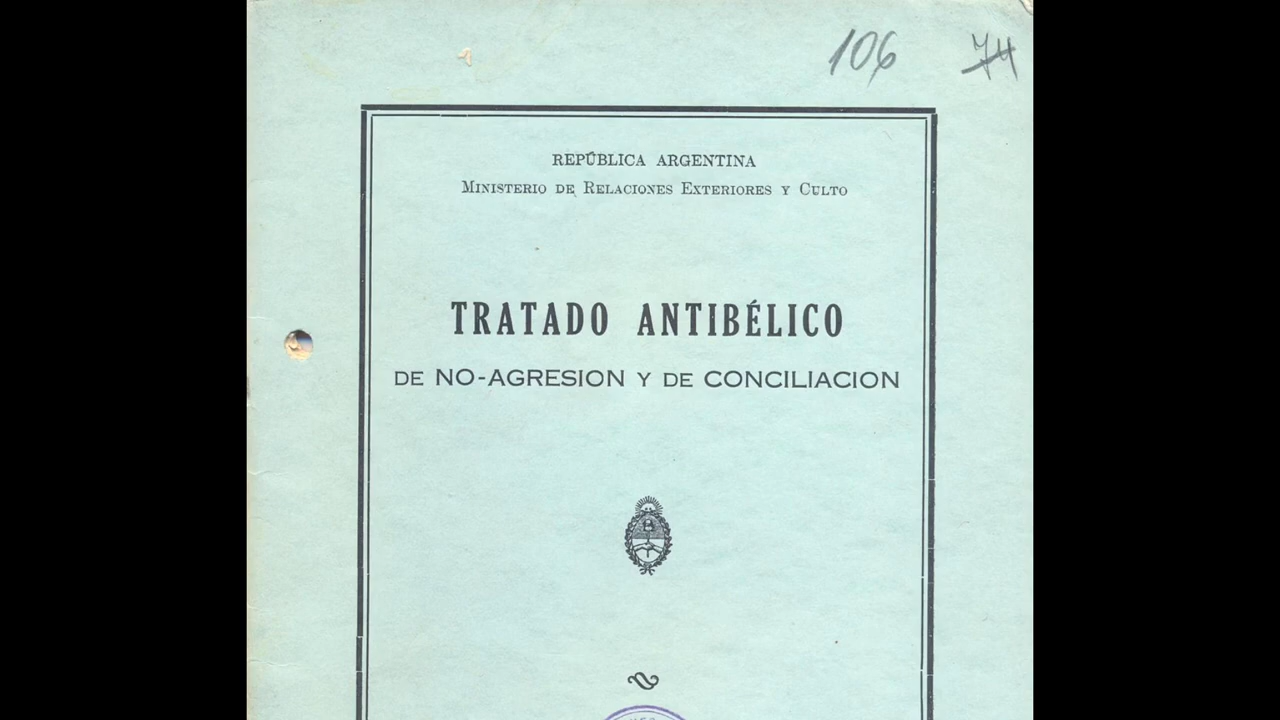 106 74
REPÚBLICA ARGENTINA
MINISTERIO DE RELACIONES EXTERIORES Y CULTO
TRATADO ANTIBÉLICO
DE NO-AGRESION Y DE CONCILIACION